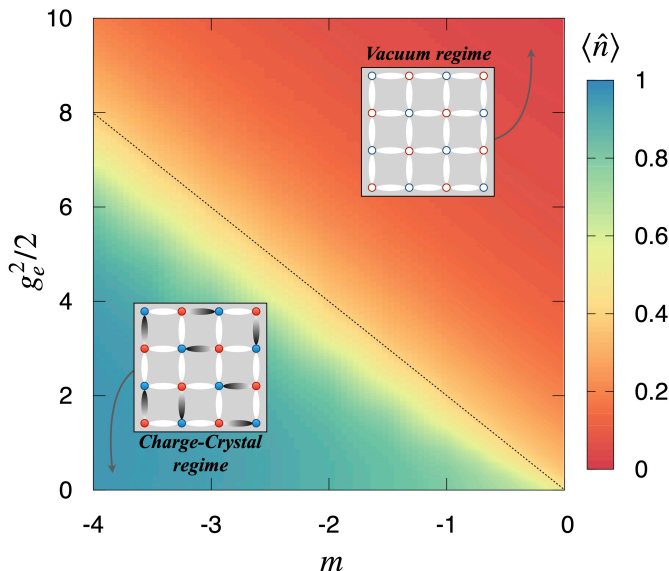 10
8
6
4
2
0
g_e^2/2
-4
-3
-2
-1
0
m
Vacuum regime
Charge-Crystal
regime
⟨n̂⟩
1
0.8
0.6
0.4
0.2
0